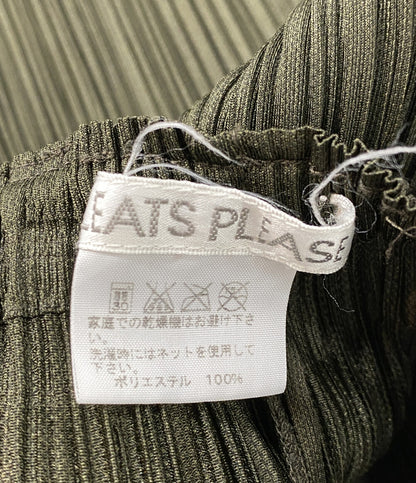 EATS PLEASE
家庭での乾燥機はお避け下さい。
洗濯時にはネットを使用して下さい。
ポリエステル 100%